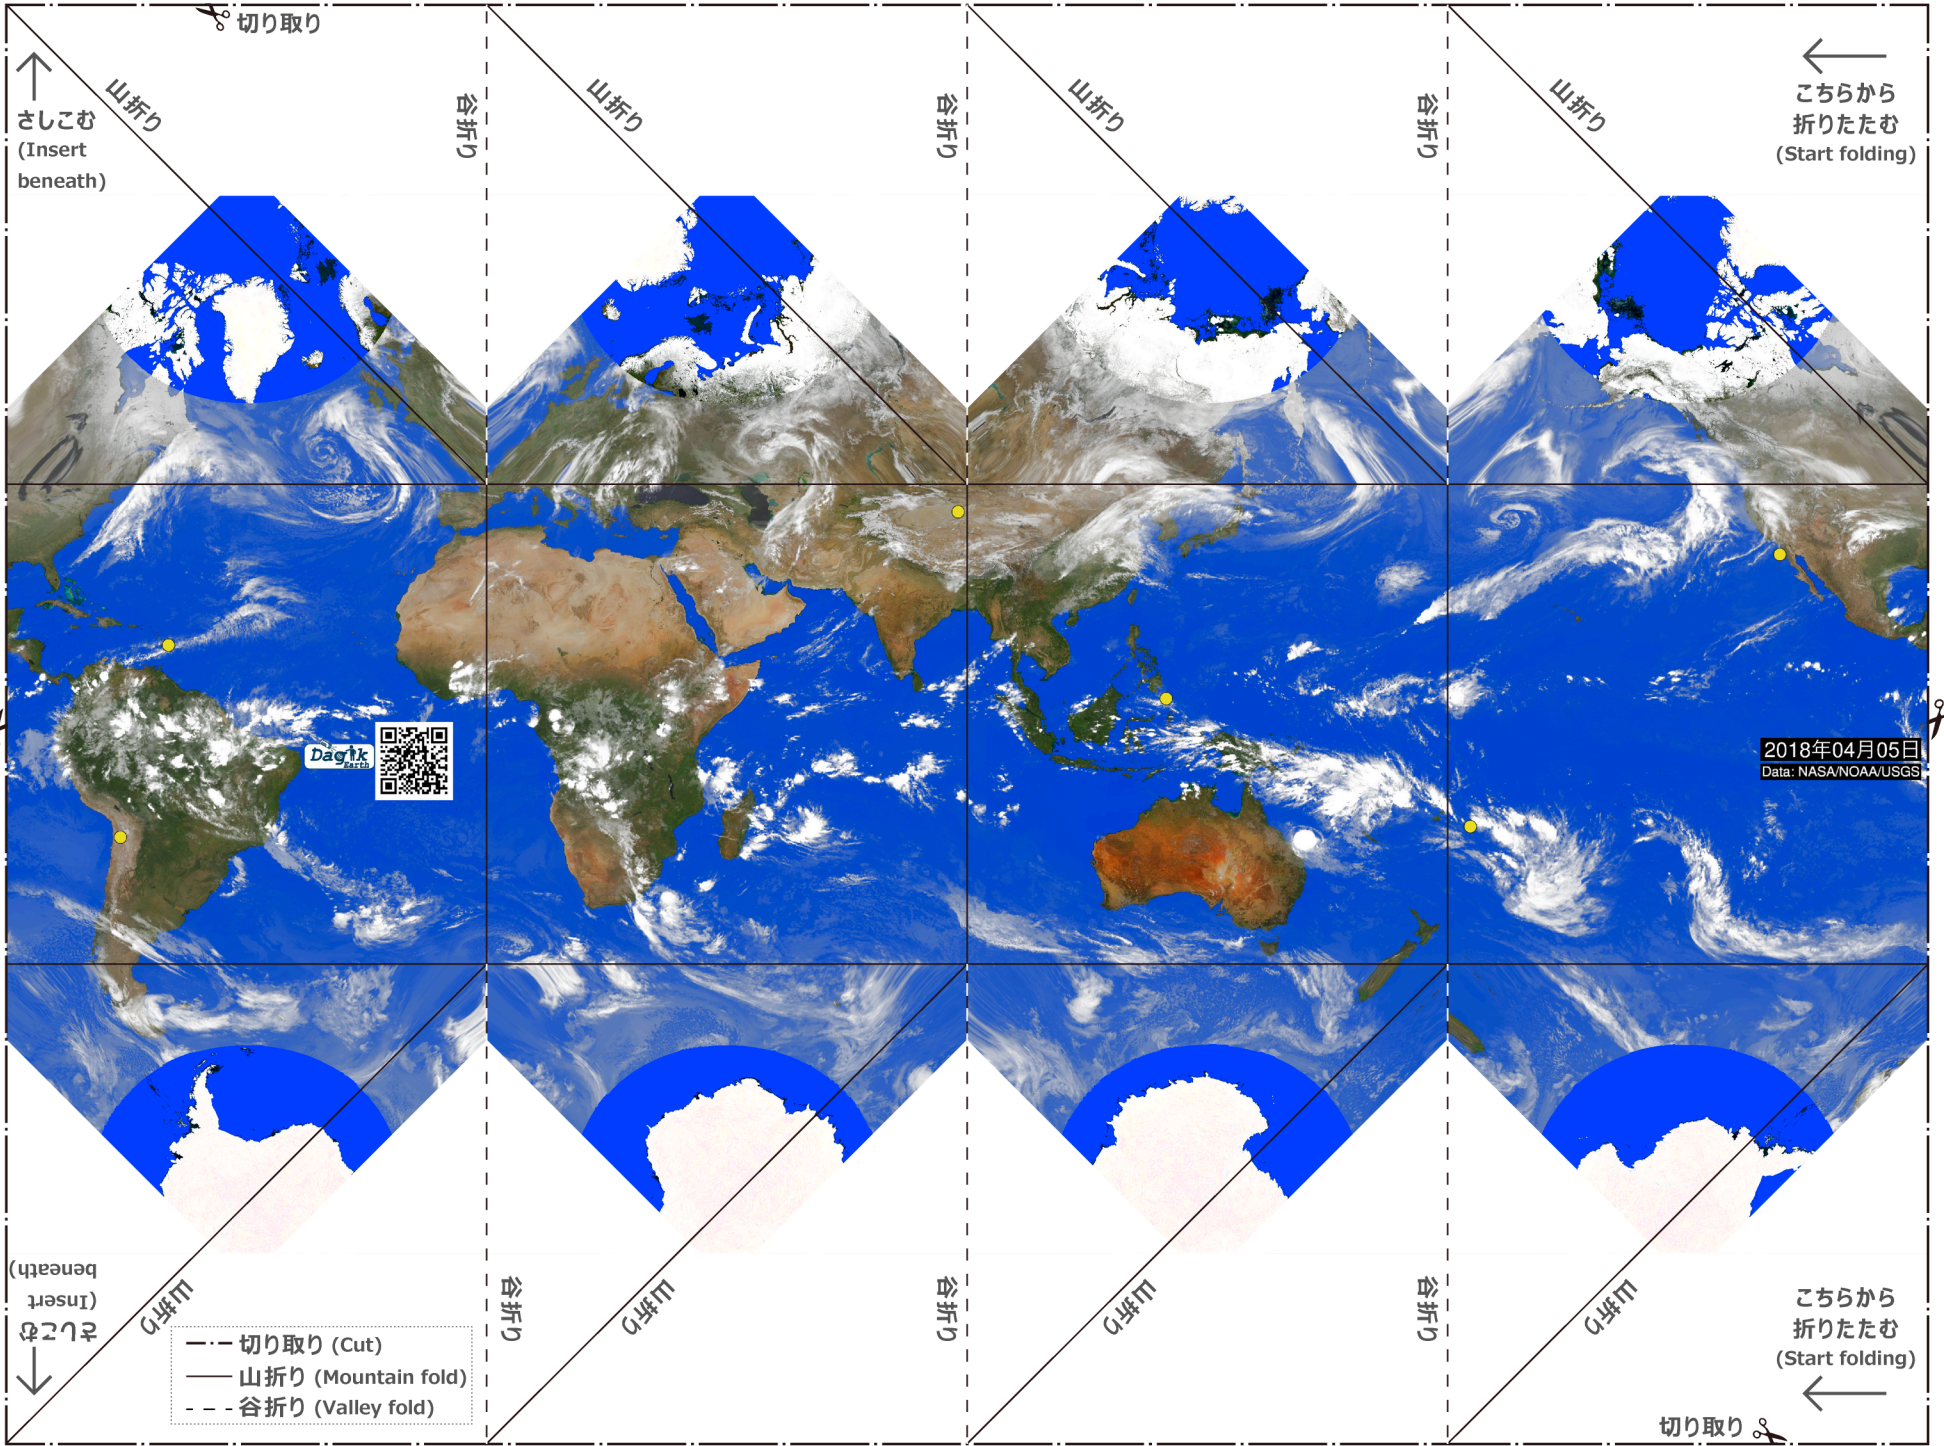 切り取り
山折り
谷折り
山折り
谷折り
山折り
谷折り
山折り
さしこむ
(Insert
beneath)
こちらから
折りたたむ
(Start folding)
Dagik
Earth
2018年04月05日
Data: NASA/NOAA/USGS
さしこむ
(Insert
beneath)
山折り
谷折り
山折り
谷折り
山折り
谷折り
山折り
こちらから
折りたたむ
(Start folding)
切り取り (Cut)
山折り (Mountain fold)
谷折り (Valley fold)
切り取り